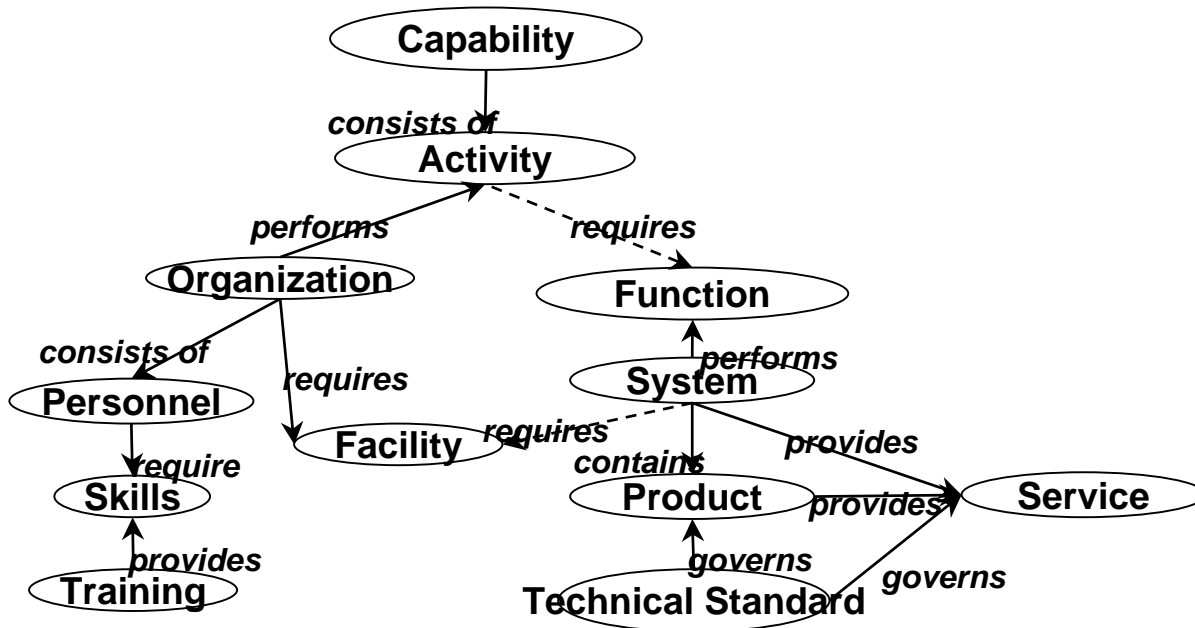 Capability
consists of
Activity
performs
requires
Organization
Function
consists of
performs
requires
System
Personnel
Facility
requires
provides
require
contains
Skills
Product
provides
Service
provides
governs
governs
Training
Technical Standard